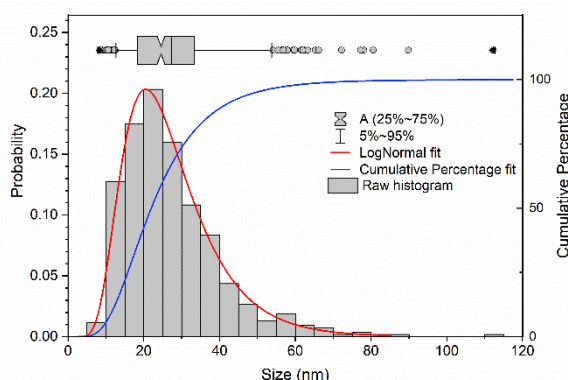 0.25
0.20
0.15
0.10
0.05
0.00
Probability
A (25%~75%)
5%~95%
LogNormal fit
Cumulative Percentage fit
Raw histogram
100
50
0
Cumulative Percentage
0 20 40 60 80 100 120
Size (nm)